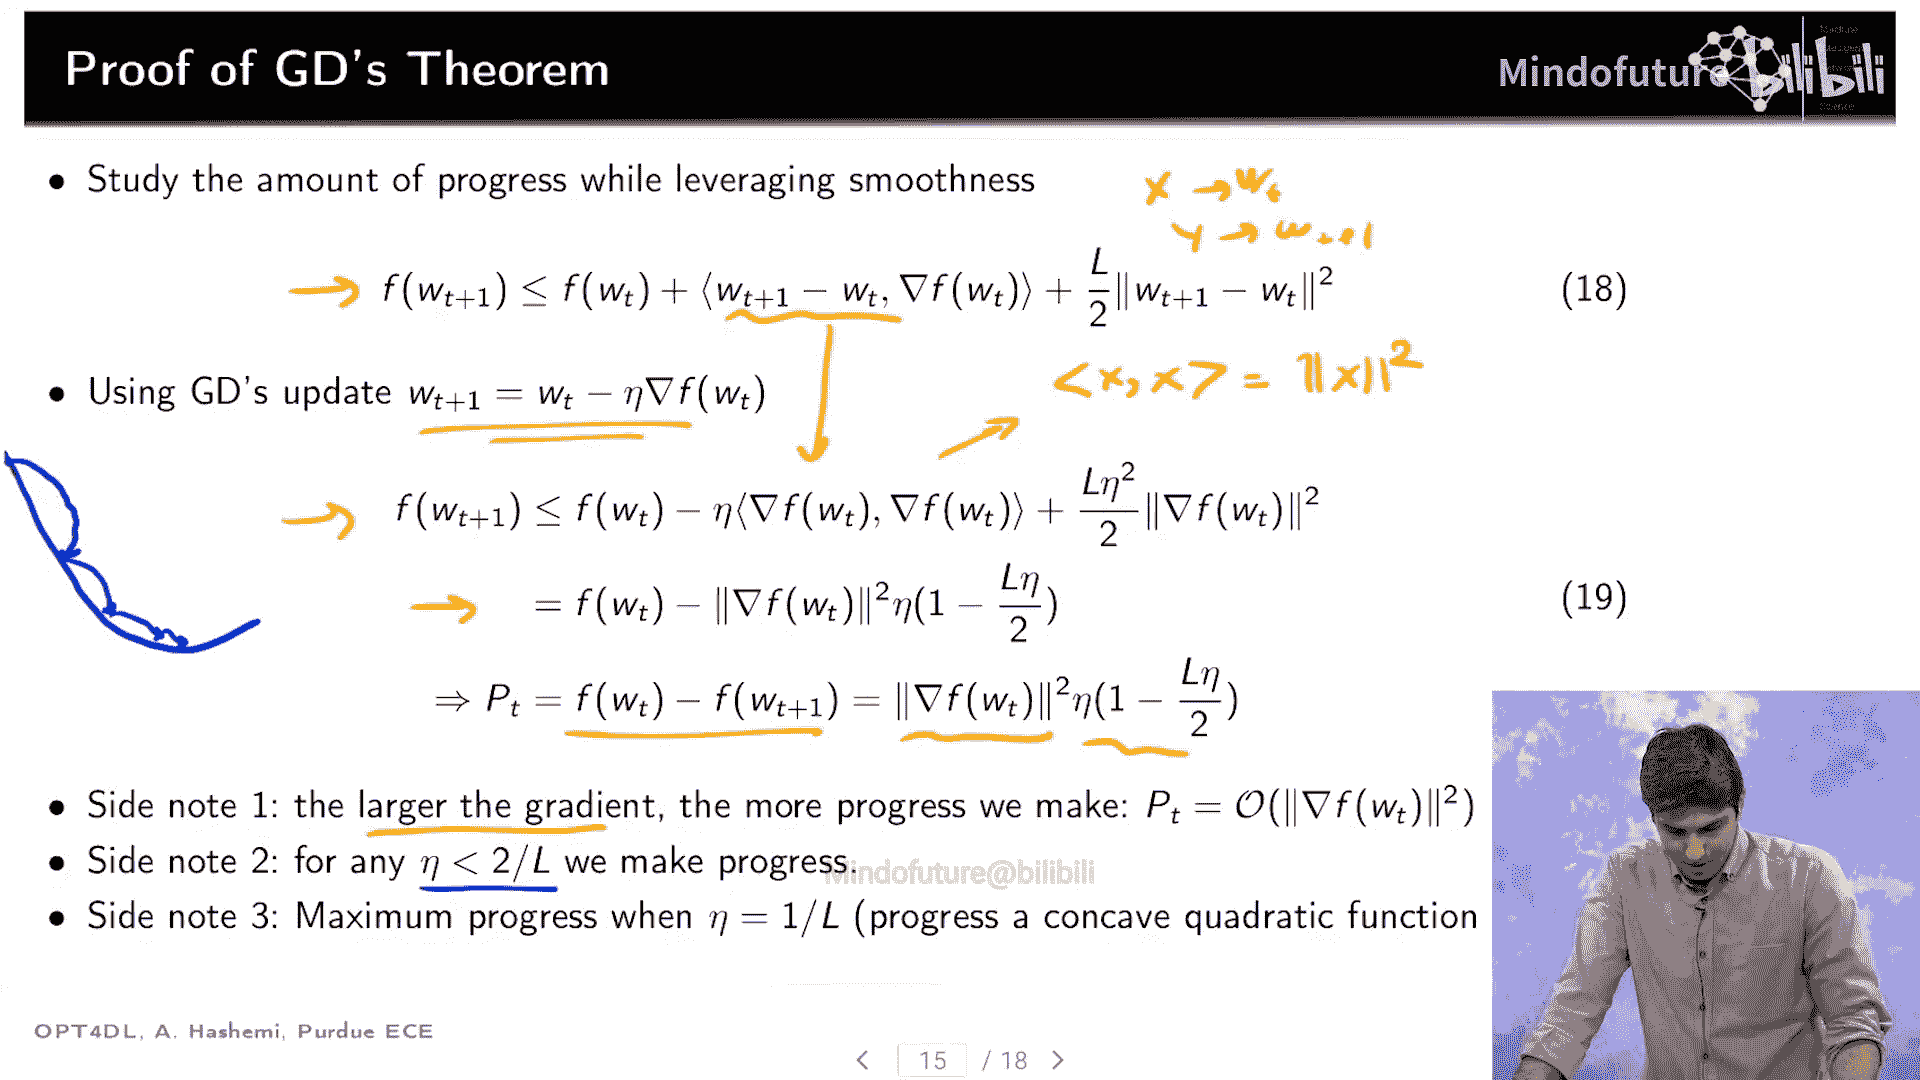 Proof of GD's Theorem
Mindofuture
bilibili
• Study the amount of progress while leveraging smoothness
x → w_t
y → w_{t+1}
→ f(w_{t+1}) ≤ f(w_t) + ⟨w_{t+1} − w_t, ∇f(w_t)⟩ + L/2 ‖w_{t+1} − w_t‖² (18)
<x, x> = ‖x‖²
• Using GD's update w_{t+1} = w_t − η∇f(w_t)
→ f(w_{t+1}) ≤ f(w_t) − η⟨∇f(w_t), ∇f(w_t)⟩ + Lη²/2 ‖∇f(w_t)‖²
→ = f(w_t) − ‖∇f(w_t)‖²η(1 − Lη/2) (19)
⇒ P_t = f(w_t) − f(w_{t+1}) = ‖∇f(w_t)‖²η(1 − Lη/2)
• Side note 1: the larger the gradient, the more progress we make: P_t = O(‖∇f(w_t)‖²)
• Side note 2: for any η < 2/L we make progress.
Mindofuture@bilibili
• Side note 3: Maximum progress when η = 1/L (progress a concave quadratic function
OPT4DL, A. Hashemi, Purdue ECE
< 15 / 18 >